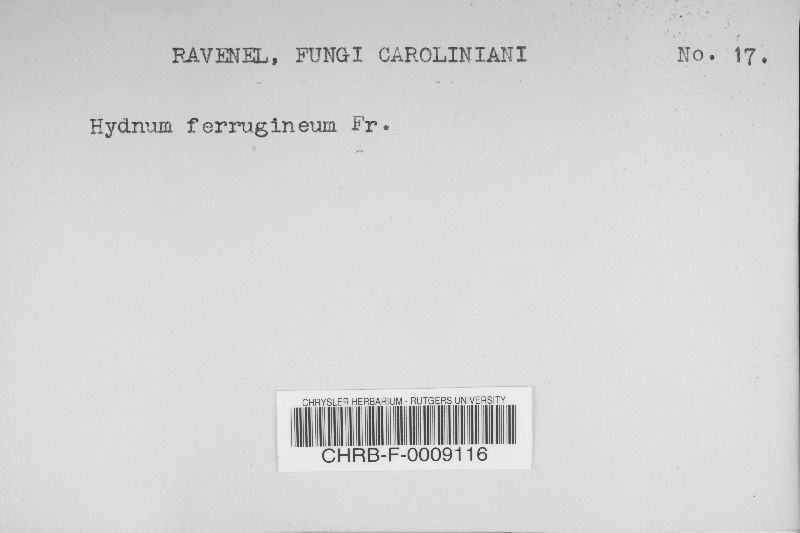 RAVENEL, FUNGI CAROLINIANI No. 17.
Hydnum ferrugineum Fr.
CHRYSLER HERBARIUM - RUTGERS UNIVERSITY
CHRB-F-0009116